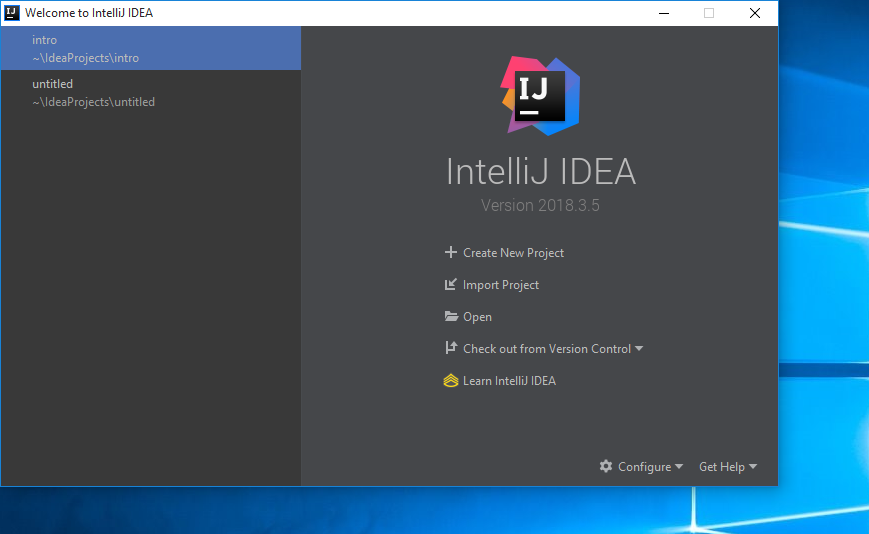 IJ
Welcome to IntelliJ IDEA
intro
~\IdeaProjects\intro
untitled
~\IdeaProjects\untitled
IJ
IntelliJ IDEA
Version 2018.3.5
Create New Project
Import Project
Open
Check out from Version Control
Learn IntelliJ IDEA
Configure
Get Help